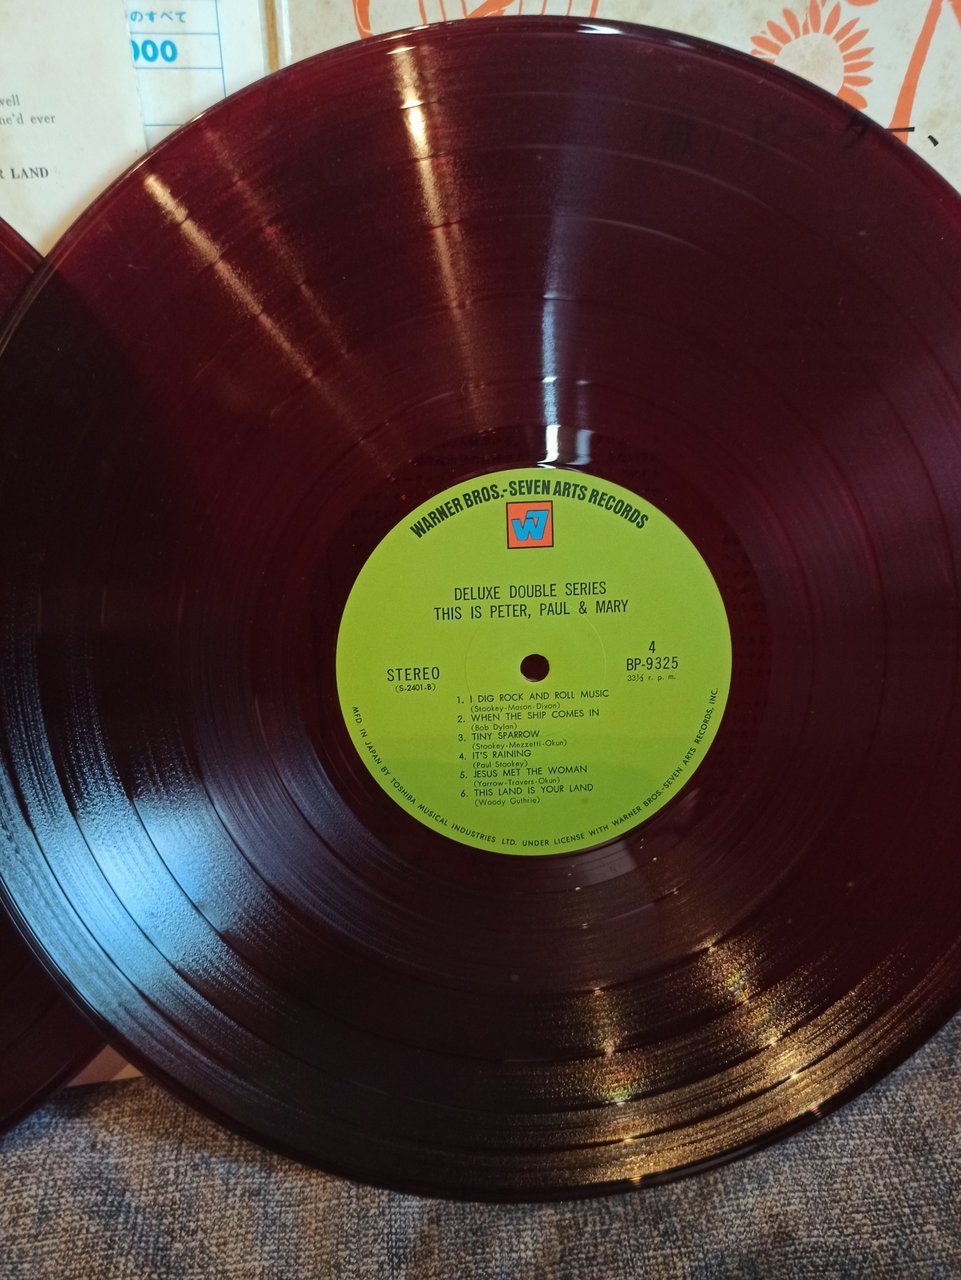 のすべて
000
well
ne'd ever
R LAND
WARNER BROS.-SEVEN ARTS RECORDS
W7
DELUXE DOUBLE SERIES
THIS IS PETER, PAUL & MARY
STEREO
(S-2401-B)
4
BP-9325
33⅓ r. p. m.
1. I DIG ROCK AND ROLL MUSIC
(Stookey-Mason-Dixon)
2. WHEN THE SHIP COMES IN
(Bob Dylan)
3. TINY SPARROW
(Stookey-Mezzetti-Okun)
4. IT'S RAINING
(Paul Stookey)
5. JESUS MET THE WOMAN
(Yarrow-Travers-Okun)
6. THIS LAND IS YOUR LAND
(Woody Guthrie)
MFD. IN JAPAN BY TOSHIBA MUSICAL INDUSTRIES LTD. UNDER LICENSE WITH WARNER BROS.-SEVEN ARTS RECORDS, INC.